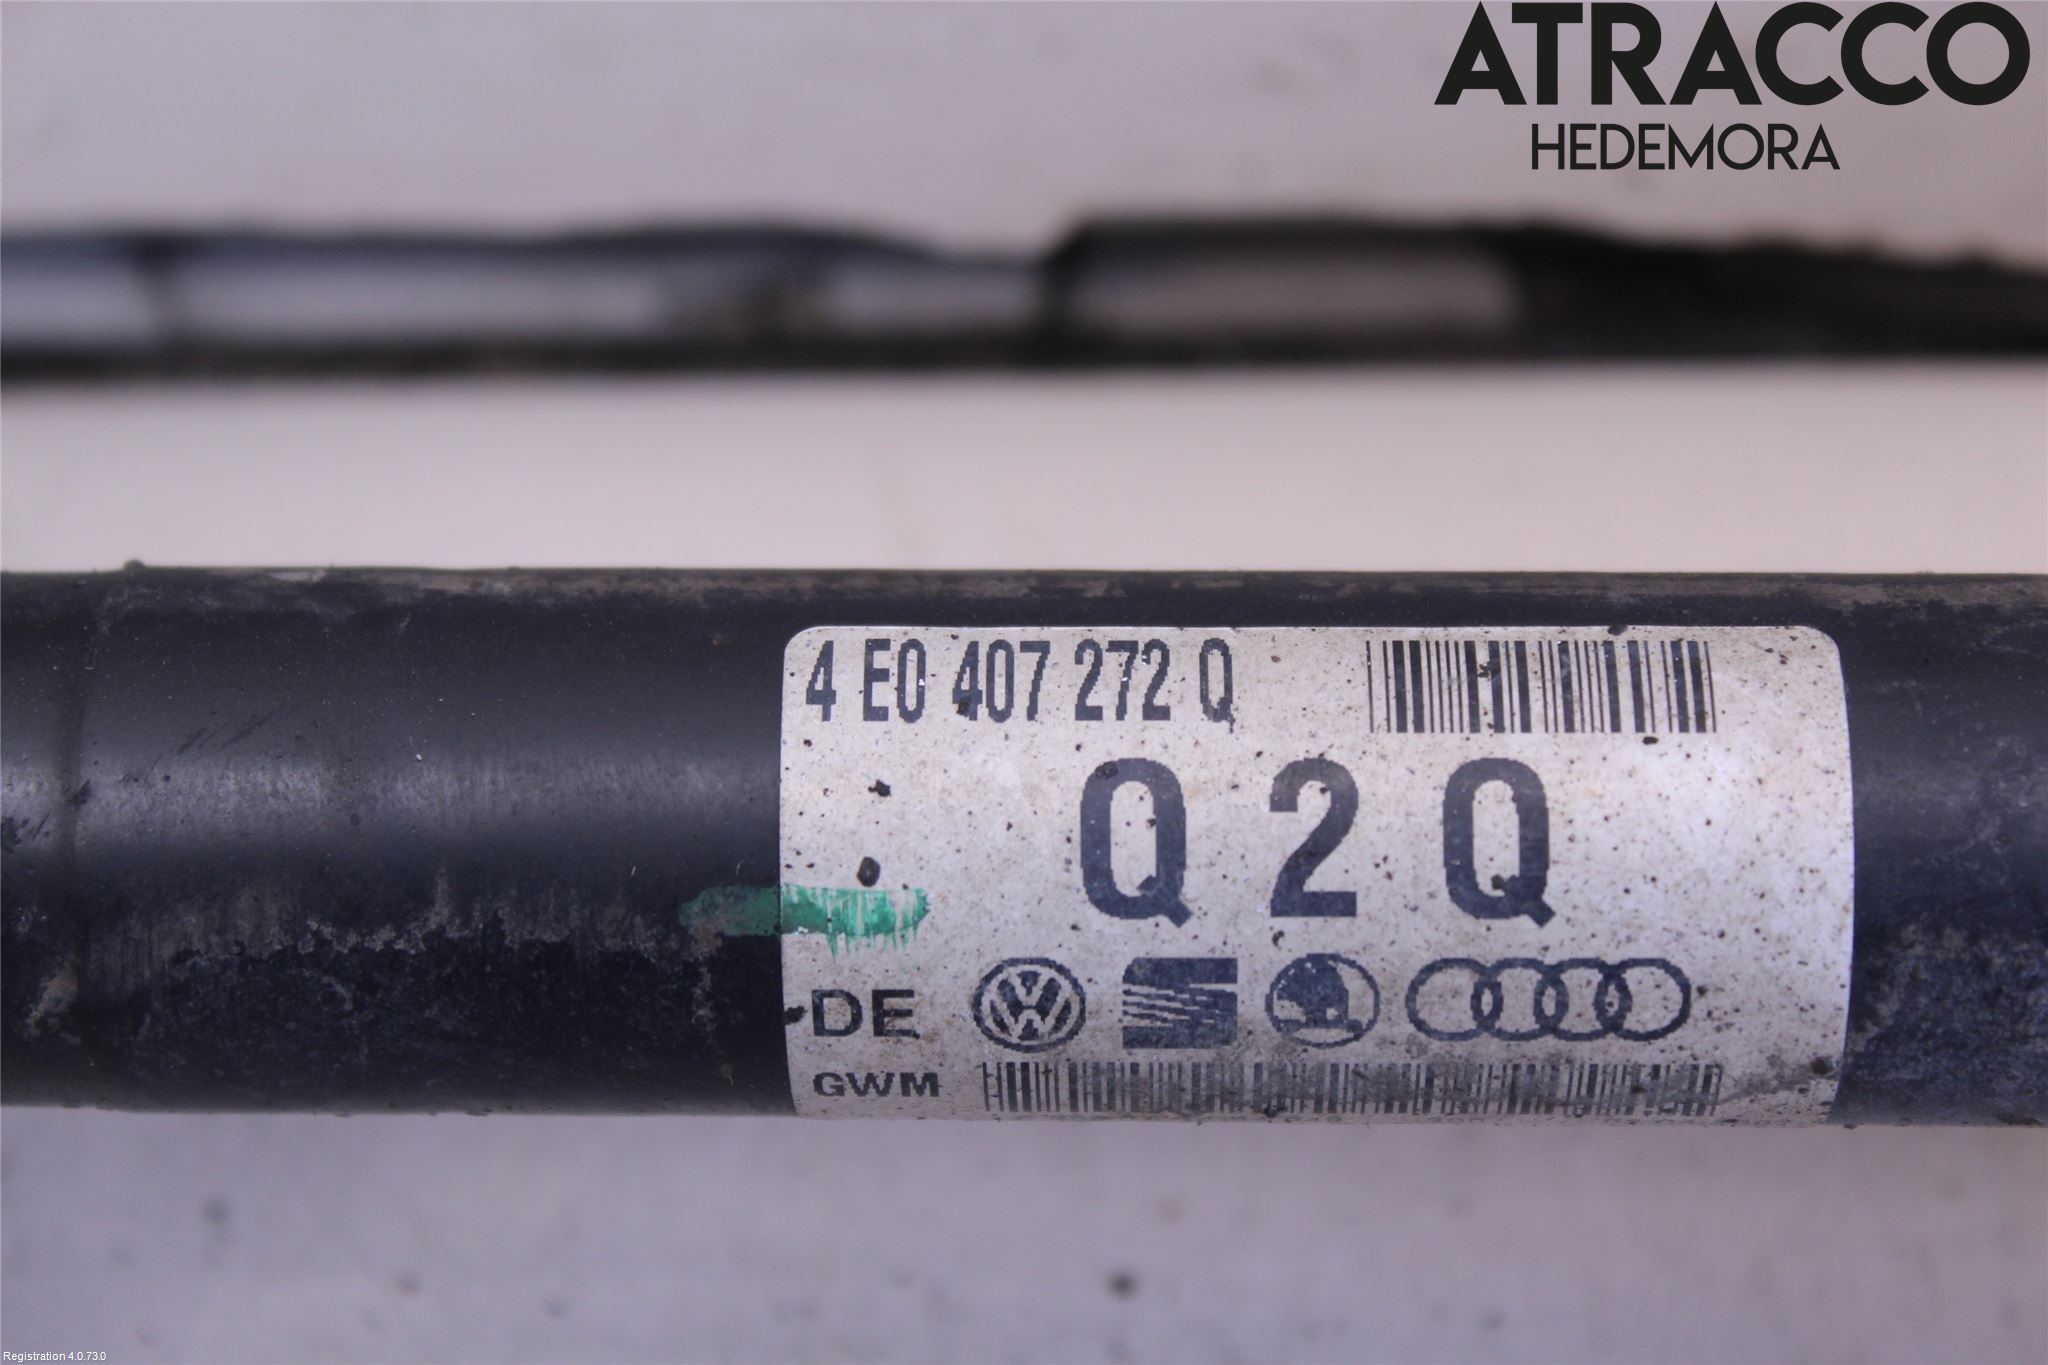 ATRACCO
HEDEMORA
4 E0 407 272 Q
Q 2 Q
DE
GWM
Registration 4.0.73.0